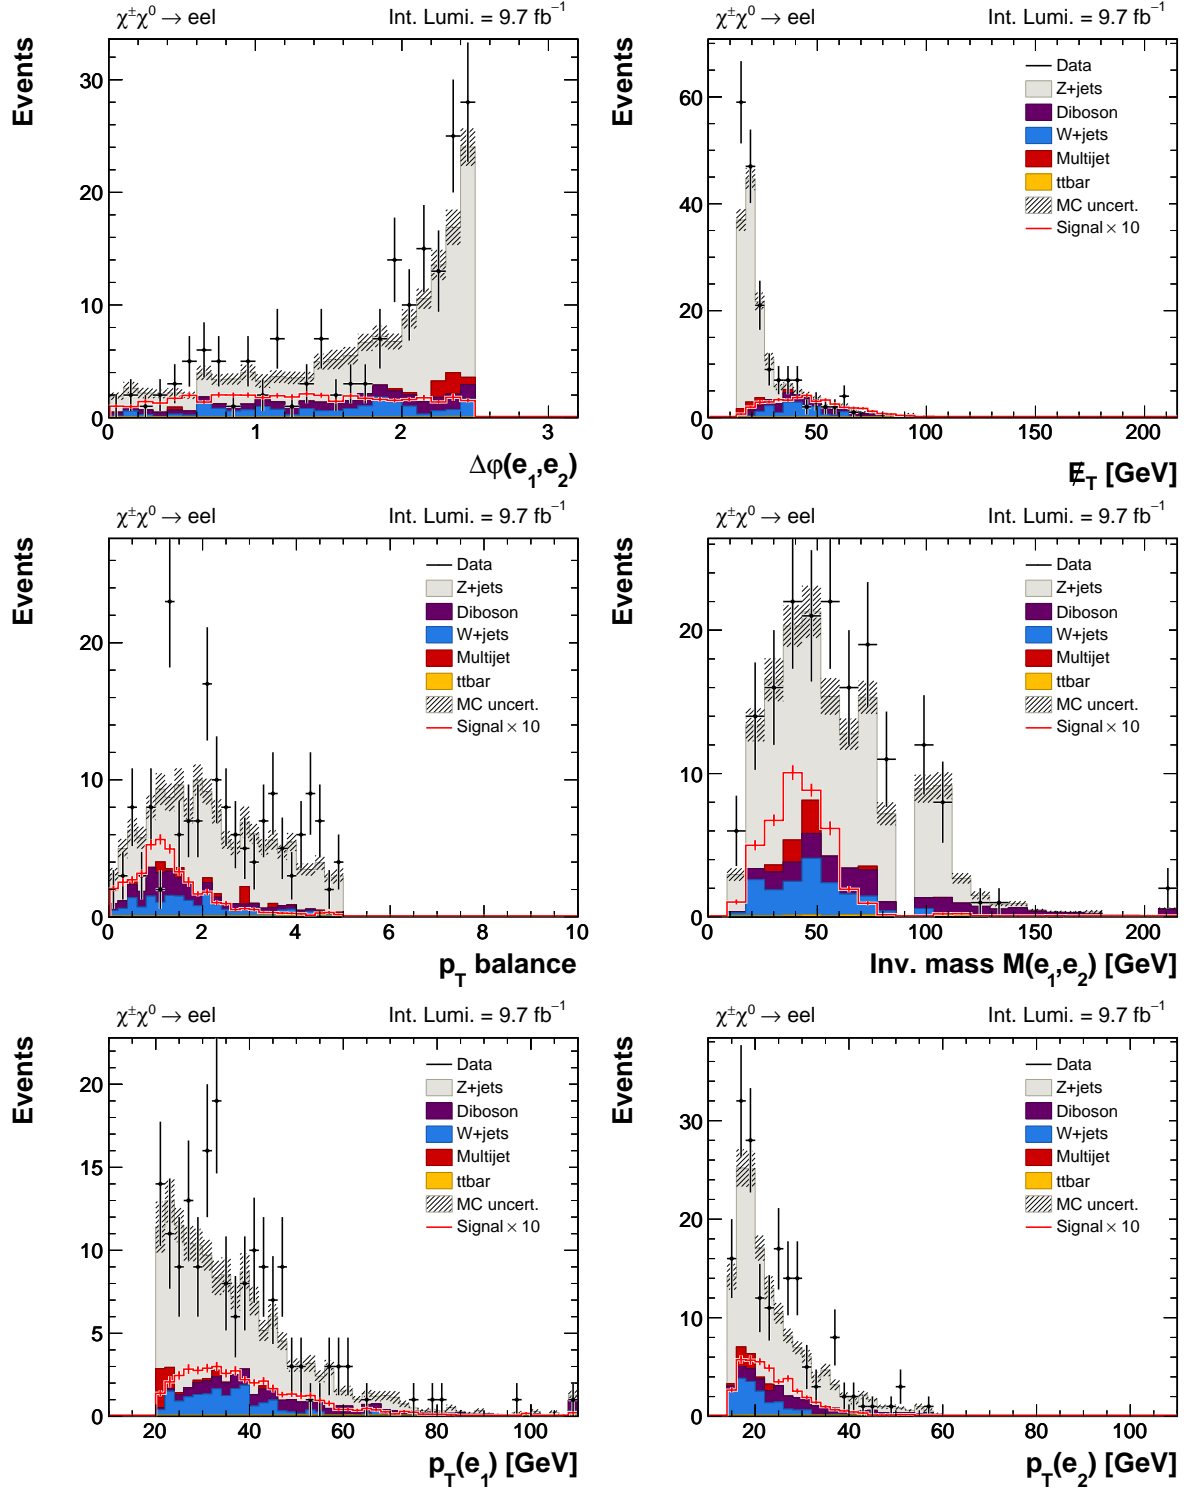 χ±χ⁰ → eel Int. Lumi. = 9.7 fb⁻¹
Events
30
20
10
0
0 1 2 3
Δφ(e₁,e₂)
χ±χ⁰ → eel Int. Lumi. = 9.7 fb⁻¹
Events
Data
Z+jets
Diboson
W+jets
Multijet
ttbar
MC uncert.
Signal × 10
60
40
20
0
0 50 100 150 200
E̸_T [GeV]
χ±χ⁰ → eel Int. Lumi. = 9.7 fb⁻¹
Events
Data
Z+jets
Diboson
W+jets
Multijet
ttbar
MC uncert.
Signal × 10
20
10
0
0 2 4 6 8 10
p_T balance
χ±χ⁰ → eel Int. Lumi. = 9.7 fb⁻¹
Events
Data
Z+jets
Diboson
W+jets
Multijet
ttbar
MC uncert.
Signal × 10
20
10
0
0 50 100 150 200
Inv. mass M(e₁,e₂) [GeV]
χ±χ⁰ → eel Int. Lumi. = 9.7 fb⁻¹
Events
Data
Z+jets
Diboson
W+jets
Multijet
ttbar
MC uncert.
Signal × 10
20
15
10
5
0
0 20 40 60 80 100
p_T(e₁) [GeV]
χ±χ⁰ → eel Int. Lumi. = 9.7 fb⁻¹
Events
Data
Z+jets
Diboson
W+jets
Multijet
ttbar
MC uncert.
Signal × 10
30
20
10
0
0 20 40 60 80 100
p_T(e₂) [GeV]